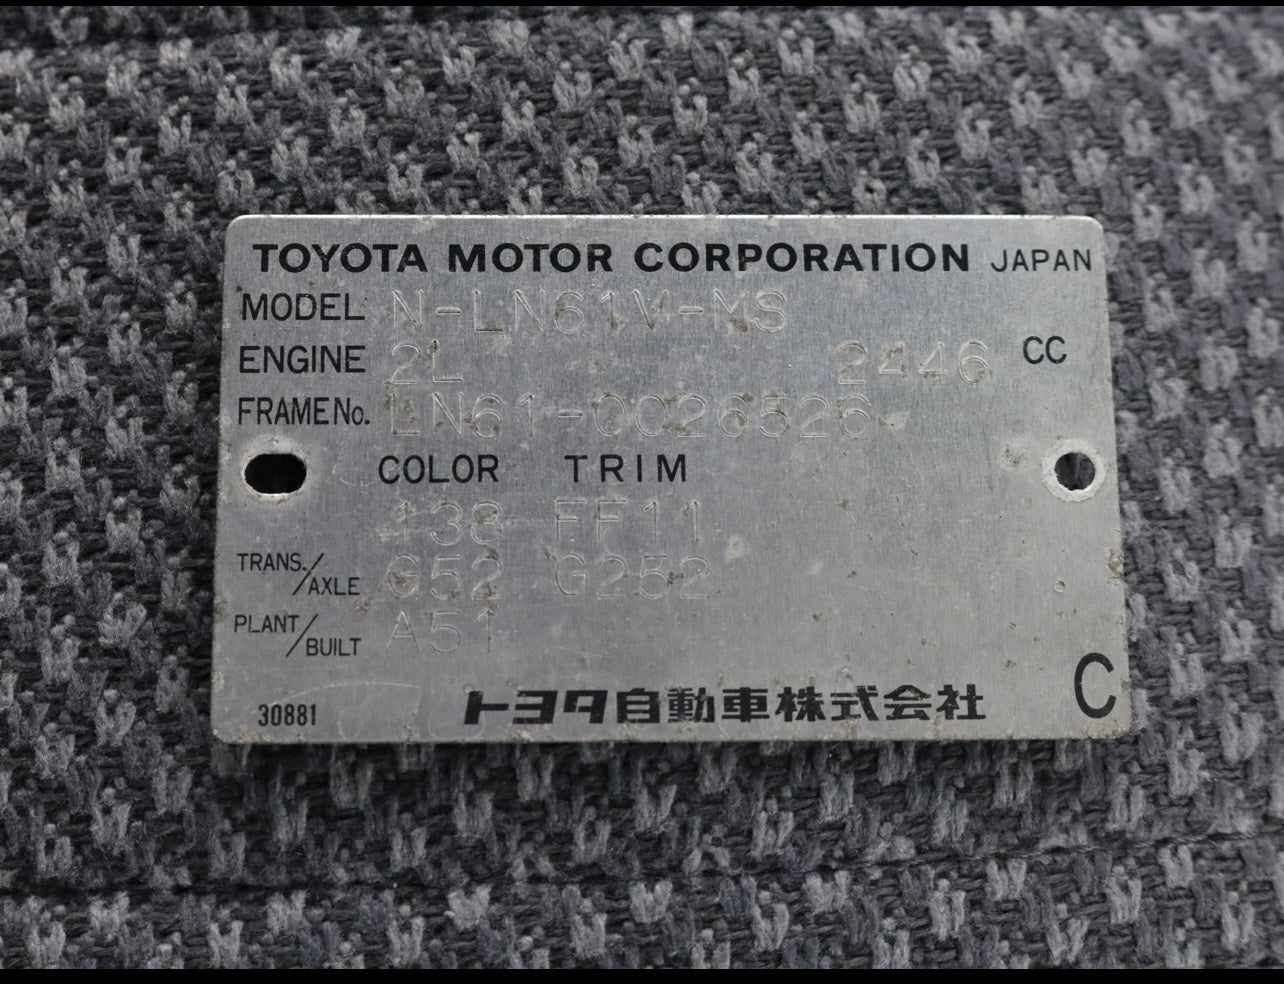 TOYOTA MOTOR CORPORATION JAPAN
MODEL N-LN61V-MS
ENGINE 2L 2446 CC
FRAME No. LN61-0026526
COLOR TRIM
138 FF11
TRANS./AXLE G52 G252
PLANT/BUILT A51
30881 トヨタ自動車株式会社 C